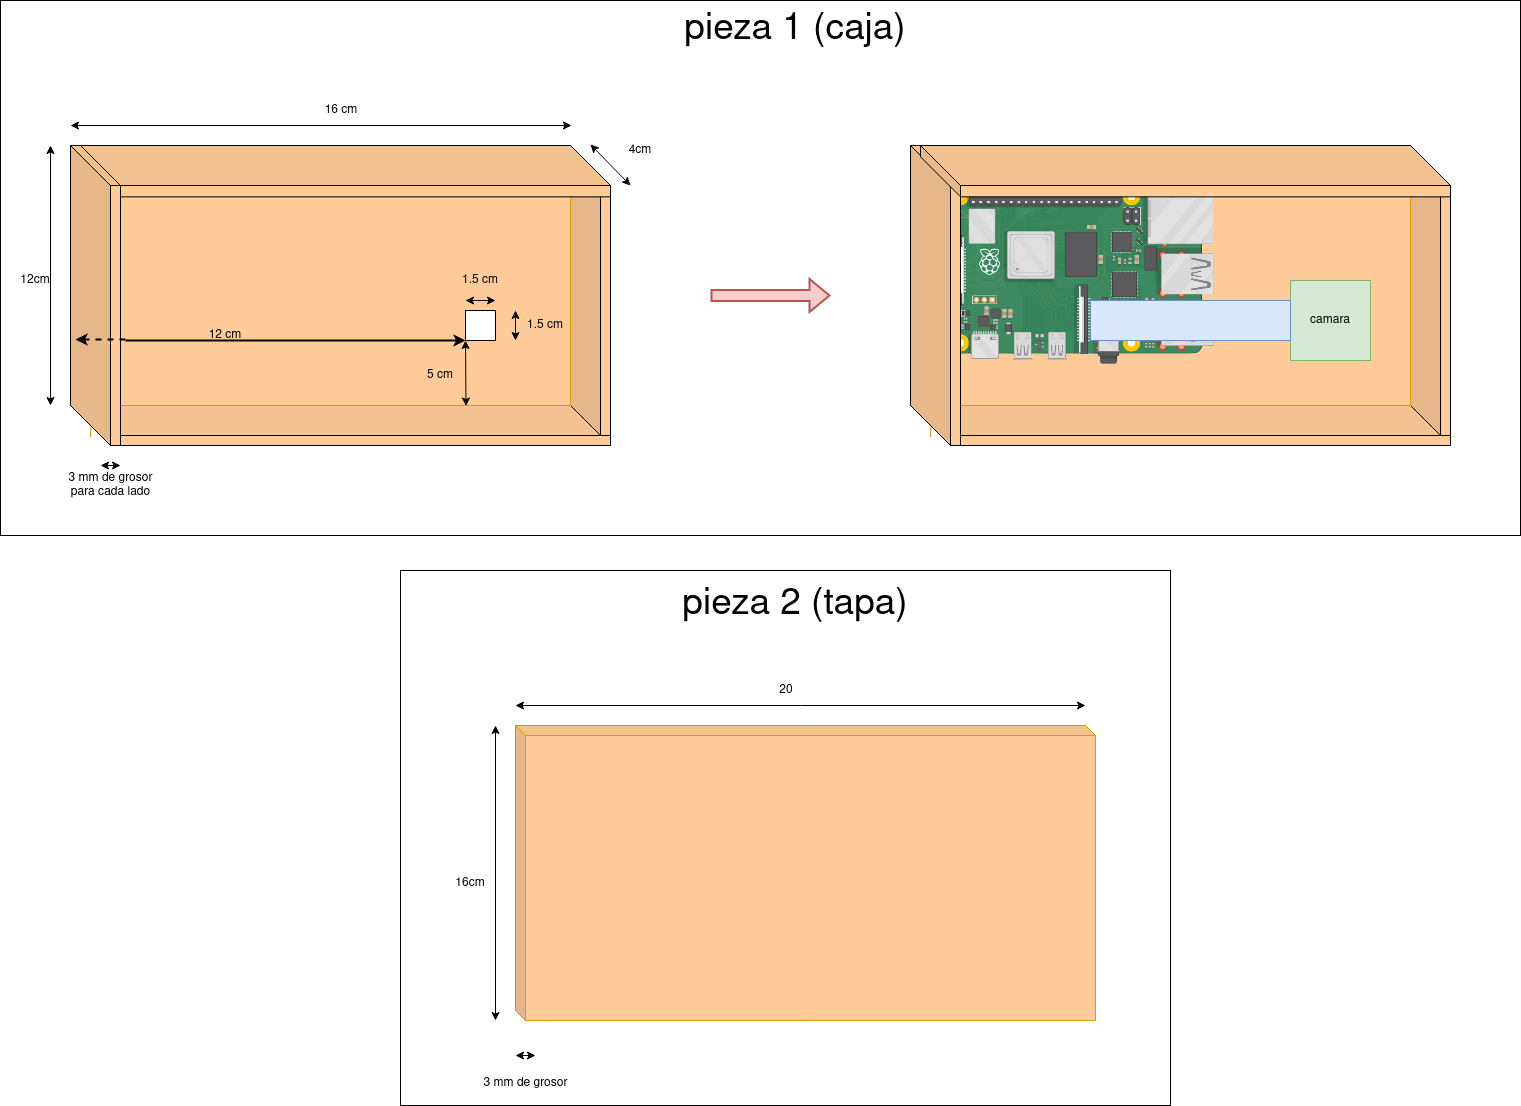 pieza 1 (caja)
16 cm
4cm
12cm
1.5 cm
1.5 cm
12 cm
5 cm
3 mm de grosor
para cada lado
camara
pieza 2 (tapa)
20
16cm
3 mm de grosor